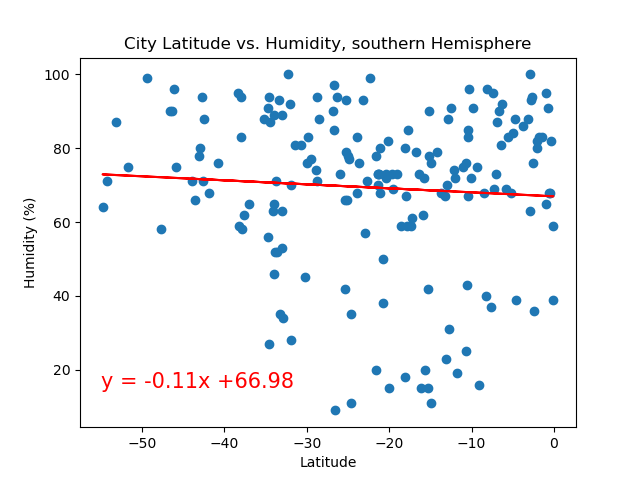 City Latitude vs. Humidity, southern Hemisphere
100
80
60
40
20
Humidity (%)
y = -0.11x +66.98
−50 −40 −30 −20 −10 0
Latitude